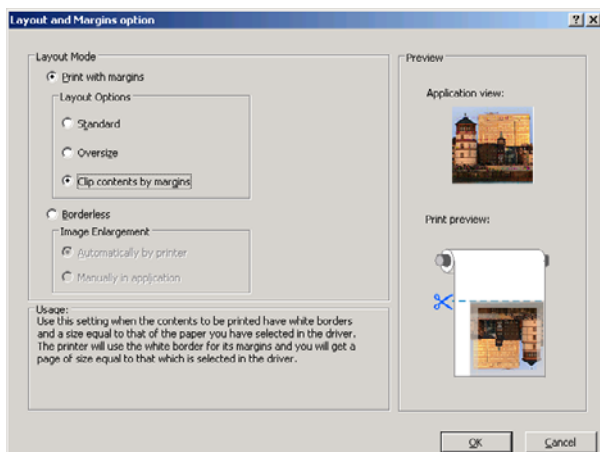 Layout and Margins option
Layout Mode
Print with margins
Layout Options
Standard
Oversize
Clip contents by margins
Borderless
Image Enlargement
Automatically by printer
Manually in application
Usage:
Use this setting when the contents to be printed have white borders
and a size equal to that of the paper you have selected in the driver.
The printer will use the white border for its margins and you will get a
page of size equal to that which is selected in the driver.
Preview
Application view:
Print preview:
OK
Cancel